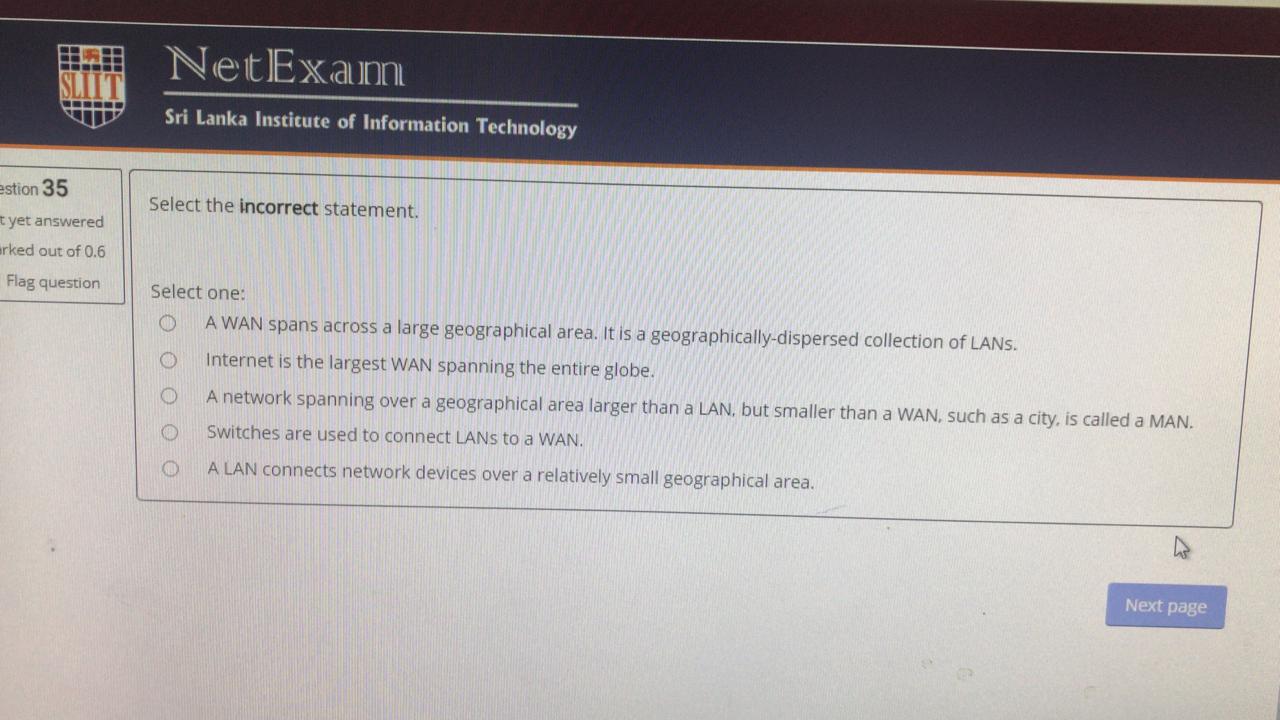 SLIIT
NetExam
Sri Lanka Institute of Information Technology
estion 35
t yet answered
rked out of 0.6
Flag question
Select the incorrect statement.
Select one:
A WAN spans across a large geographical area. It is a geographically-dispersed collection of LANs.
Internet is the largest WAN spanning the entire globe.
A network spanning over a geographical area larger than a LAN, but smaller than a WAN, such as a city, is called a MAN.
Switches are used to connect LANs to a WAN.
A LAN connects network devices over a relatively small geographical area.
Next page